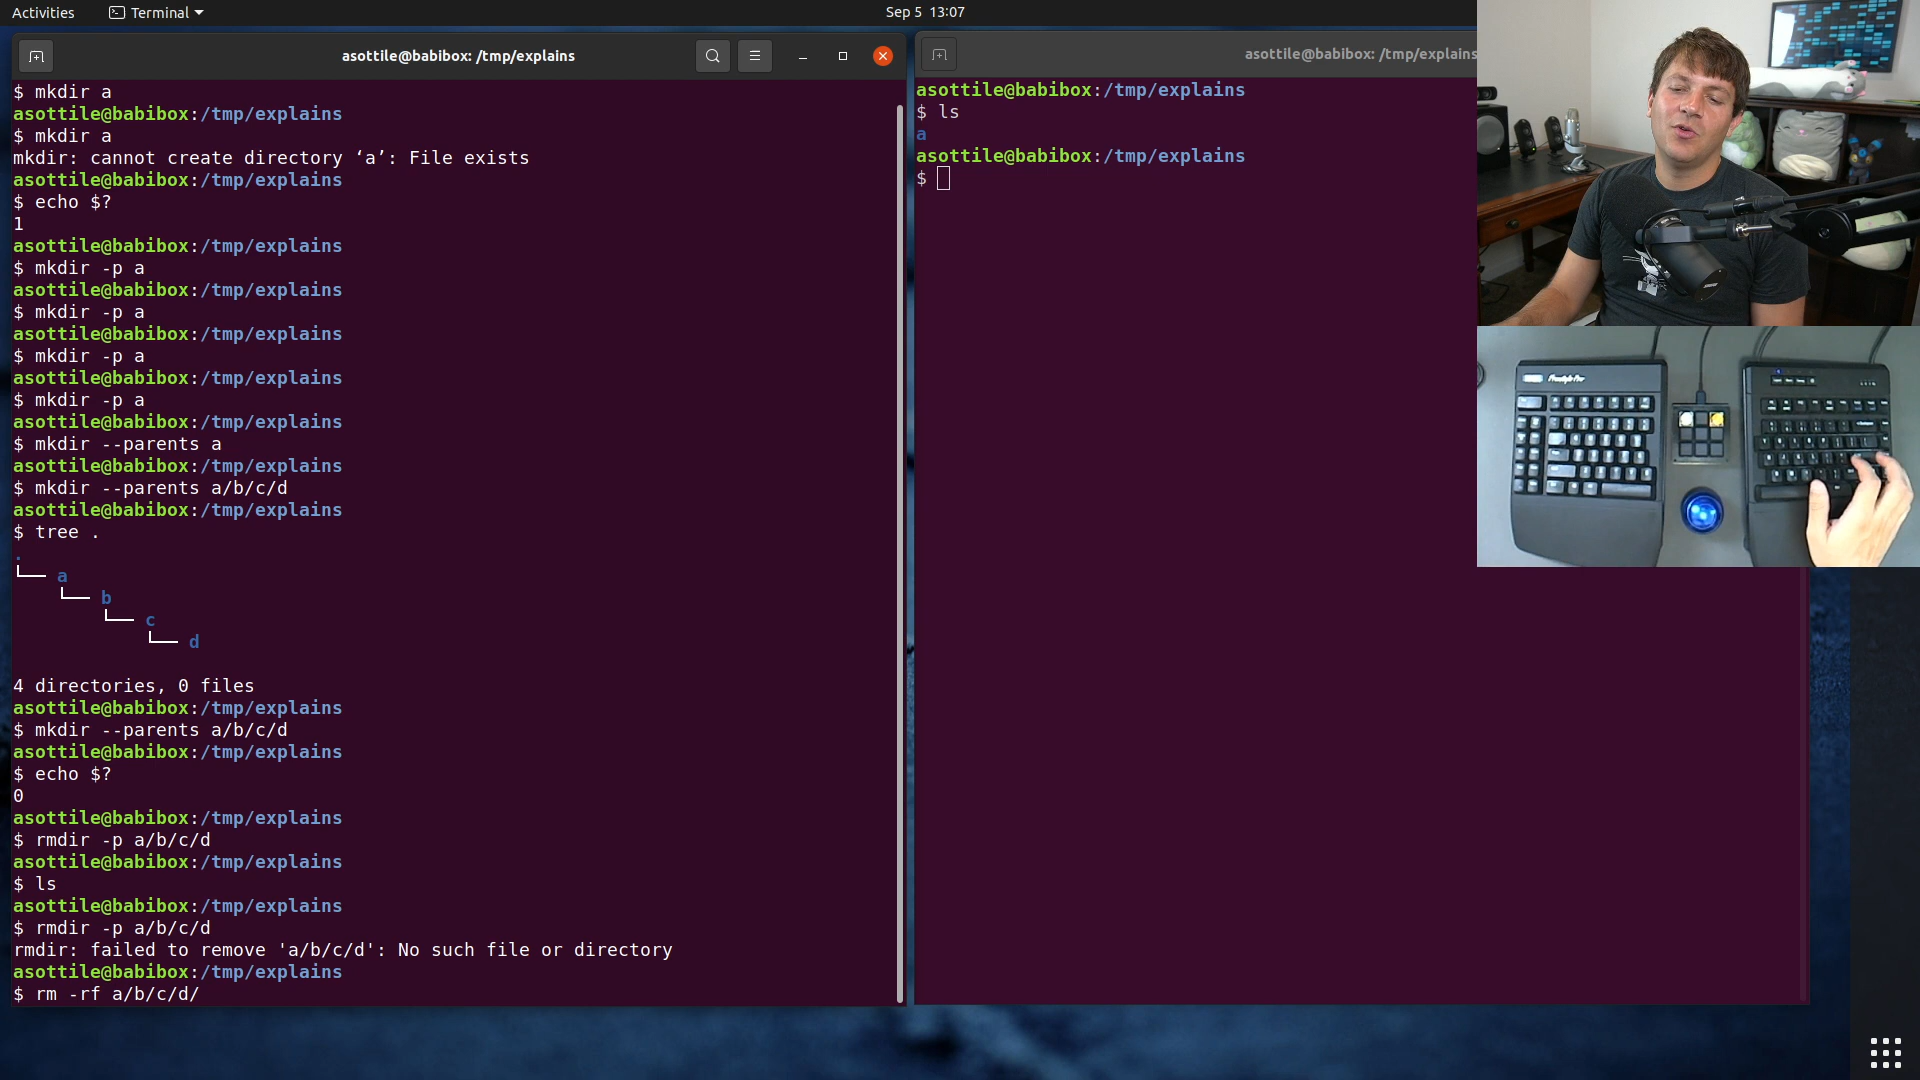 Activities
Terminal
Sep 5 13:07
asottile@babibox: /tmp/explains
$ mkdir a
asottile@babibox:/tmp/explains
$ mkdir a
mkdir: cannot create directory ‘a’: File exists
asottile@babibox:/tmp/explains
$ echo $?
1
asottile@babibox:/tmp/explains
$ mkdir -p a
asottile@babibox:/tmp/explains
$ mkdir -p a
asottile@babibox:/tmp/explains
$ mkdir -p a
asottile@babibox:/tmp/explains
$ mkdir -p a
asottile@babibox:/tmp/explains
$ mkdir --parents a
asottile@babibox:/tmp/explains
$ mkdir --parents a/b/c/d
asottile@babibox:/tmp/explains
$ tree .
.
└── a
    └── b
        └── c
            └── d
4 directories, 0 files
asottile@babibox:/tmp/explains
$ mkdir --parents a/b/c/d
asottile@babibox:/tmp/explains
$ echo $?
0
asottile@babibox:/tmp/explains
$ rmdir -p a/b/c/d
asottile@babibox:/tmp/explains
$ ls
asottile@babibox:/tmp/explains
$ rmdir -p a/b/c/d
rmdir: failed to remove 'a/b/c/d': No such file or directory
asottile@babibox:/tmp/explains
$ rm -rf a/b/c/d/
asottile@babibox: /tmp/explains
asottile@babibox:/tmp/explains
$ ls
a
asottile@babibox:/tmp/explains
$
Freestyle Pro